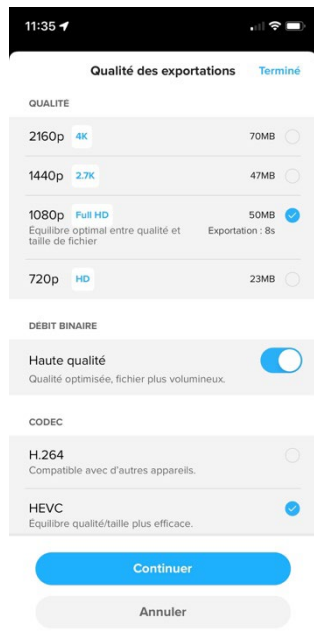 11:35
Qualité des exportations Terminé
QUALITÉ
2160p 4K 70MB
1440p 2.7K 47MB
1080p Full HD 50MB
Équilibre optimal entre qualité et Exportation : 8s
taille de fichier
720p HD 23MB
DÉBIT BINAIRE
Haute qualité
Qualité optimisée, fichier plus volumineux.
CODEC
H.264
Compatible avec d'autres appareils.
HEVC
Équilibre qualité/taille plus efficace.
Continuer
Annuler